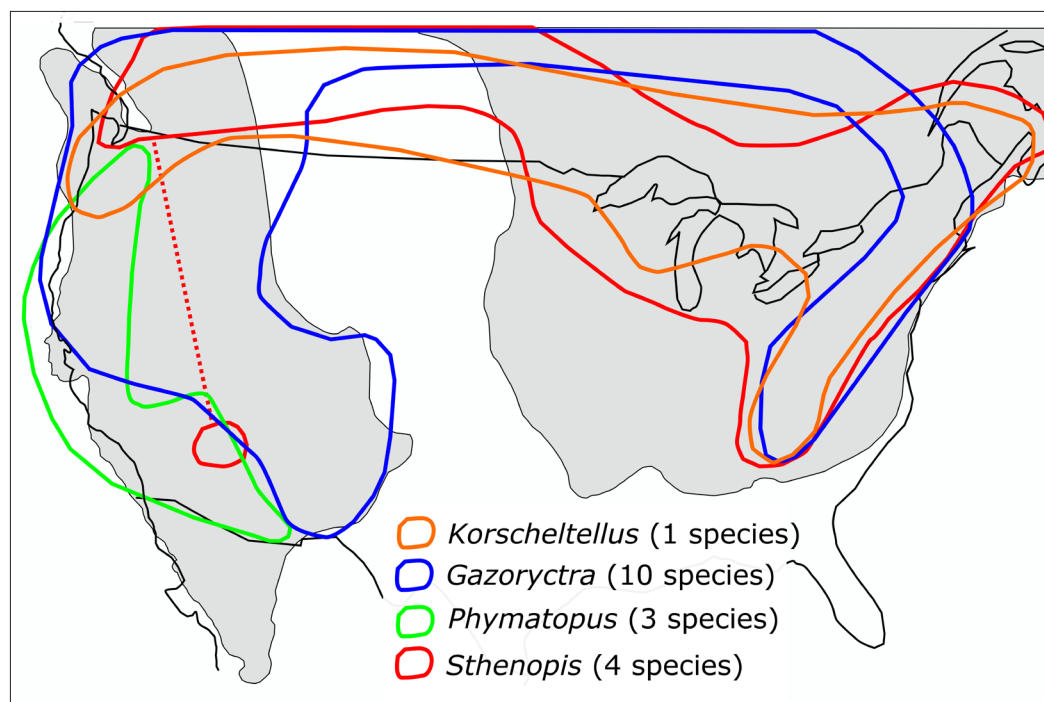 Korscheltellus (1 species)
Gazoryctra (10 species)
Phymatopus (3 species)
Sthenopis (4 species)